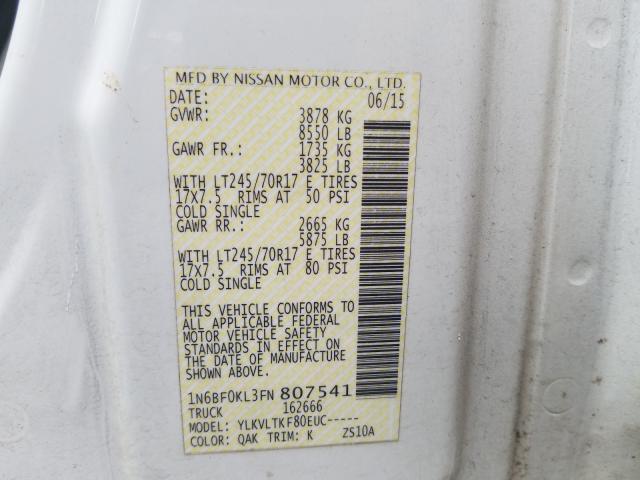 MFD BY NISSAN MOTOR CO., LTD.
DATE: 06/15
GVWR: 3878 KG
8550 LB
GAWR FR.: 1735 KG
3825 LB
WITH LT245/70R17 E TIRES
17X7.5 RIMS AT 50 PSI
COLD SINGLE
GAWR RR.: 2665 KG
5875 LB
WITH LT245/70R17 E TIRES
17X7.5 RIMS AT 80 PSI
COLD SINGLE
THIS VEHICLE CONFORMS TO
ALL APPLICABLE FEDERAL
MOTOR VEHICLE SAFETY
STANDARDS IN EFFECT ON
THE DATE OF MANUFACTURE
SHOWN ABOVE.
1N6BF0KL3FN 807541
TRUCK 162666
MODEL: YLKVLTKF80EUC-----
COLOR: QAK TRIM: K ZS10A